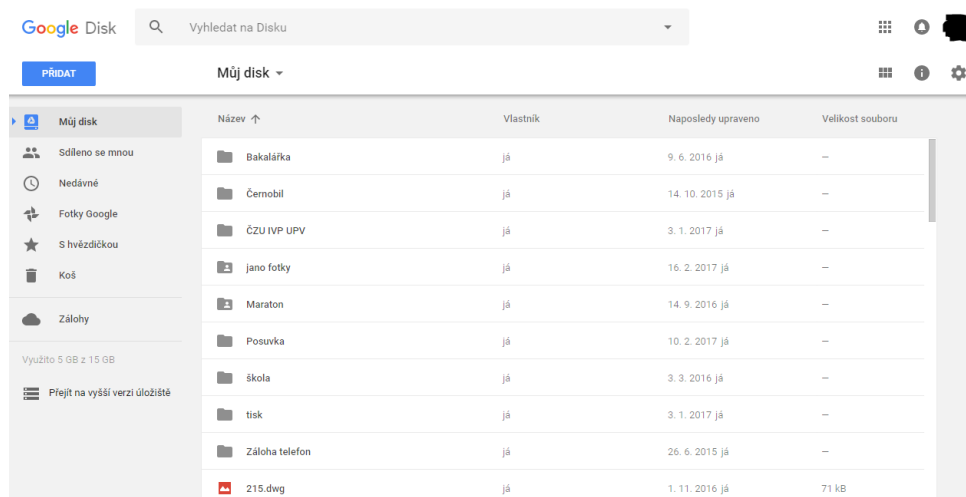 Google Disk
Vyhledat na Disku
PŘIDAT
Můj disk
Můj disk
Sdíleno se mnou
Nedávné
Fotky Google
S hvězdičkou
Koš
Zálohy
Využito 5 GB z 15 GB
Přejít na vyšší verzi úložiště
Název Vlastník Naposledy upraveno Velikost souboru
Bakalářka já 9. 6. 2016 já –
Černobil já 14. 10. 2015 já –
ČZU IVP UPV já 3. 1. 2017 já –
jano fotky já 16. 2. 2017 já –
Maraton já 14. 9. 2016 já –
Posuvka já 10. 2. 2017 já –
škola já 3. 3. 2016 já –
tisk já 3. 1. 2017 já –
Záloha telefon já 26. 6. 2015 já –
215.dwg já 1. 11. 2016 já 71 kB